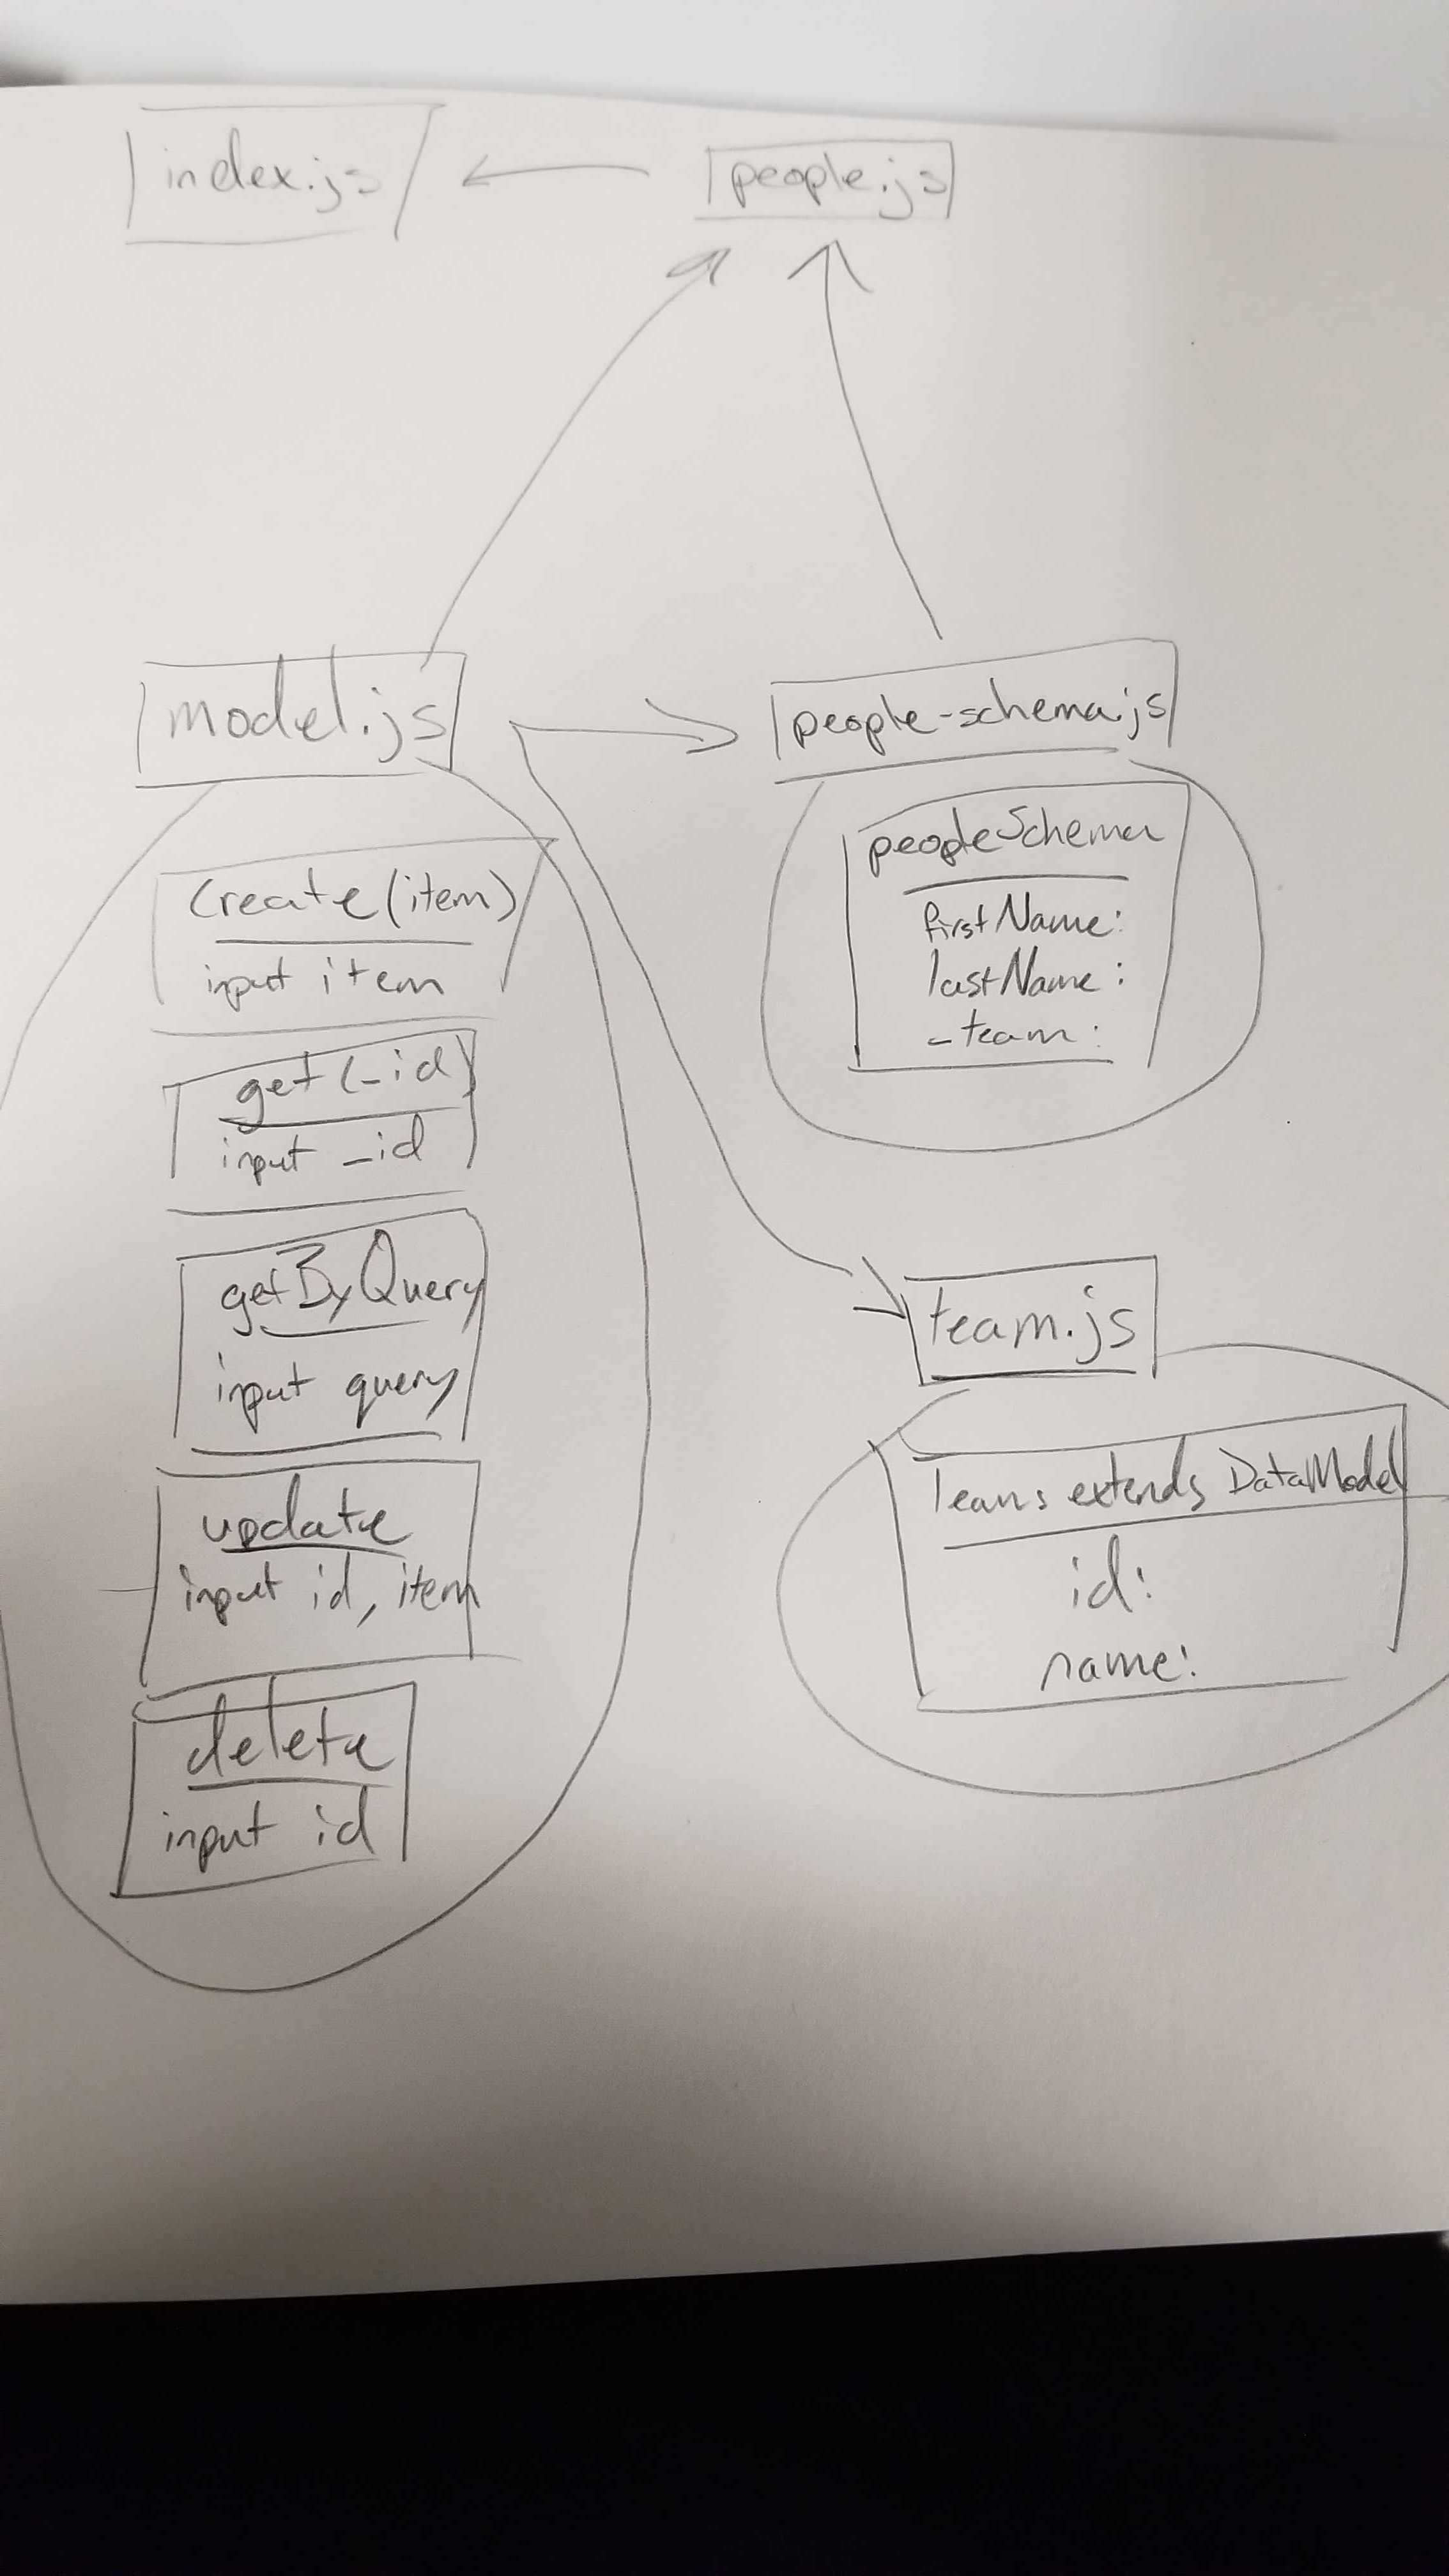 index.js
people.js
model.js
create(item)
input item
get(_id)
input _id
getByQuery
input query
update
input id, item
delete
input id
people-schema.js
peopleSchema
firstName:
lastName:
_team:
team.js
Teams extends DataModel
id:
name: